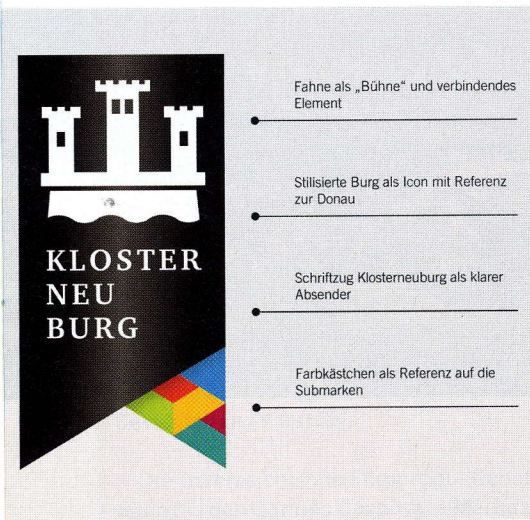 KLOSTER
NEU
BURG
Fahne als „Bühne“ und verbindendes
Element
Stilisierte Burg als Icon mit Referenz
zur Donau
Schriftzug Klosterneuburg als klarer
Absender
Farbkästchen als Referenz auf die
Submarken